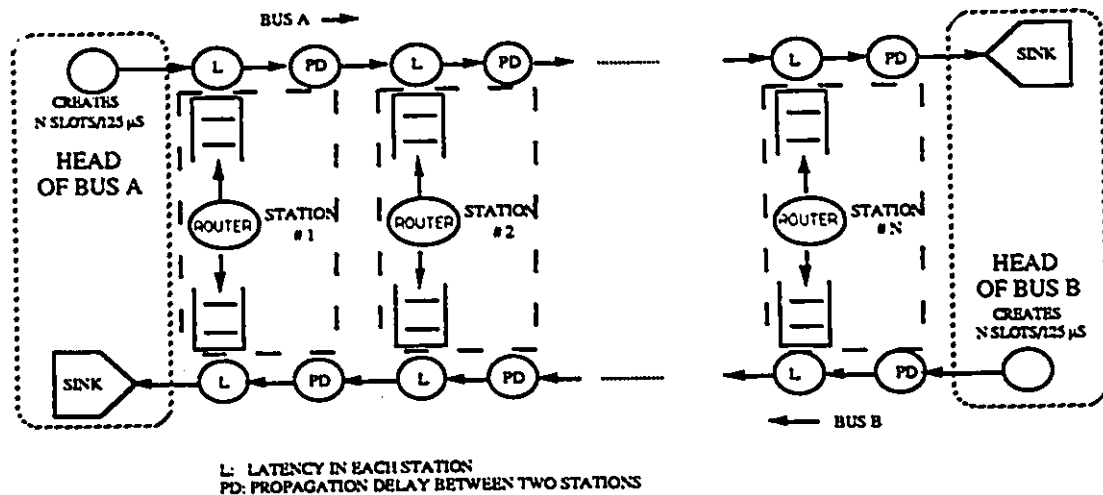 BUS A
L
PD
L
PD
L
PD
SINK
CREATES
N SLOTS/125 µS
HEAD
OF BUS A
ROUTER
STATION
# 1
ROUTER
STATION
# 2
ROUTER
STATION
# N
HEAD
OF BUS B
CREATES
N SLOTS/125 µS
SINK
L
PD
L
PD
L
PD
BUS B
L: LATENCY IN EACH STATION
PD: PROPAGATION DELAY BETWEEN TWO STATIONS